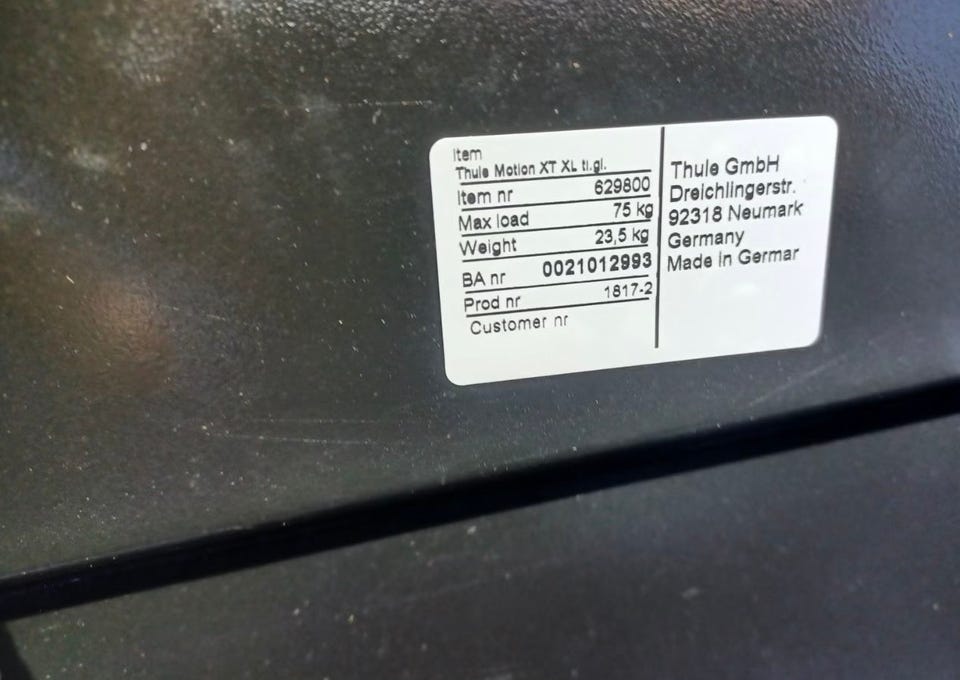 Item
Thule Motion XT XL ti.gl.
Item nr 629800
Max load 75 kg
Weight 23,5 kg
BA nr 0021012993
Prod nr 1817-2
Customer nr
Thule GmbH
Dreichlingerstr.
92318 Neumark
Germany
Made in Germar